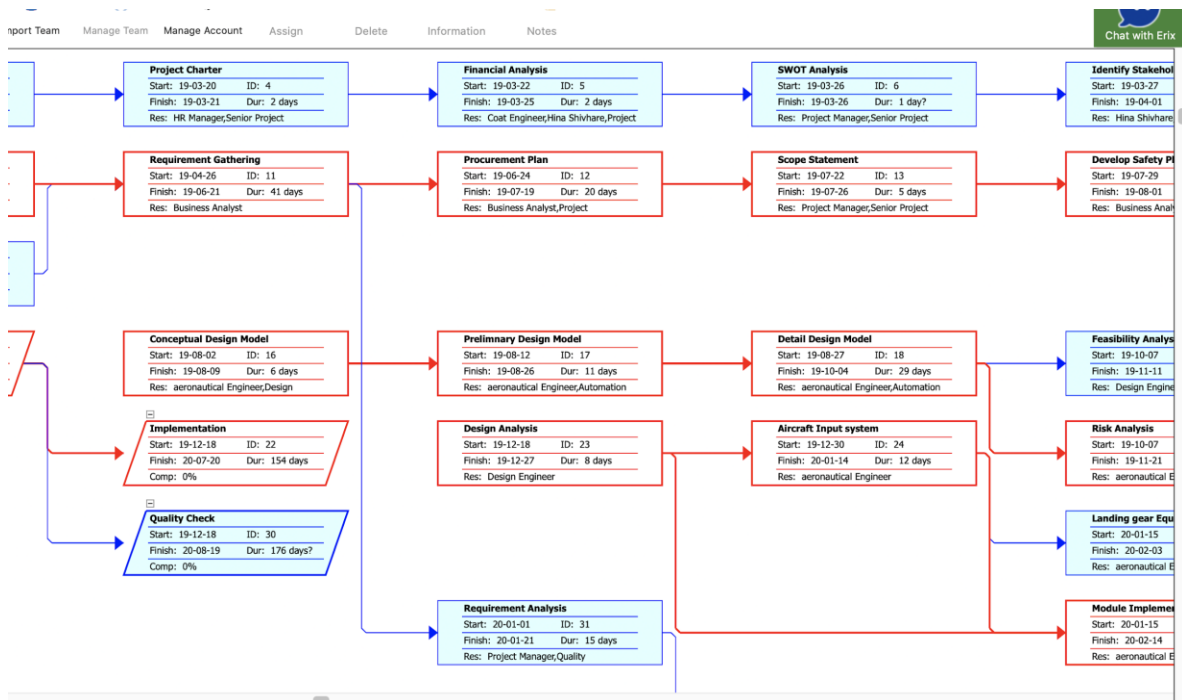 mport Team Manage Team Manage Account Assign Delete Information Notes
Chat with Erix
Project Charter
Start: 19-03-20 ID: 4
Finish: 19-03-21 Dur: 2 days
Res: HR Manager,Senior Project
Financial Analysis
Start: 19-03-22 ID: 5
Finish: 19-03-25 Dur: 2 days
Res: Coat Engineer,Hina Shivhare,Project
SWOT Analysis
Start: 19-03-26 ID: 6
Finish: 19-03-26 Dur: 1 day?
Res: Project Manager,Senior Project
Identify Stakehol
Start: 19-03-27
Finish: 19-04-01
Res: Hina Shivhare
Requirement Gathering
Start: 19-04-26 ID: 11
Finish: 19-06-21 Dur: 41 days
Res: Business Analyst
Procurement Plan
Start: 19-06-24 ID: 12
Finish: 19-07-19 Dur: 20 days
Res: Business Analyst,Project
Scope Statement
Start: 19-07-22 ID: 13
Finish: 19-07-26 Dur: 5 days
Res: Project Manager,Senior Project
Develop Safety Pl
Start: 19-07-29
Finish: 19-08-01
Res: Business Analy
Conceptual Design Model
Start: 19-08-02 ID: 16
Finish: 19-08-09 Dur: 6 days
Res: aeronautical Engineer,Design
Prelimnary Design Model
Start: 19-08-12 ID: 17
Finish: 19-08-26 Dur: 11 days
Res: aeronautical Engineer,Automation
Detail Design Model
Start: 19-08-27 ID: 18
Finish: 19-10-04 Dur: 29 days
Res: aeronautical Engineer,Automation
Feasibility Analys
Start: 19-10-07
Finish: 19-11-11
Res: Design Engine
Implementation
Start: 19-12-18 ID: 22
Finish: 20-07-20 Dur: 154 days
Comp: 0%
Design Analysis
Start: 19-12-18 ID: 23
Finish: 19-12-27 Dur: 8 days
Res: Design Engineer
Aircraft Input system
Start: 19-12-30 ID: 24
Finish: 20-01-14 Dur: 12 days
Res: aeronautical Engineer
Risk Analysis
Start: 19-10-07
Finish: 19-11-21
Res: aeronautical E
Quality Check
Start: 19-12-18 ID: 30
Finish: 20-08-19 Dur: 176 days?
Comp: 0%
Landing gear Equ
Start: 20-01-15
Finish: 20-02-03
Res: aeronautical E
Requirement Analysis
Start: 20-01-01 ID: 31
Finish: 20-01-21 Dur: 15 days
Res: Project Manager,Quality
Module Implemer
Start: 20-01-15
Finish: 20-02-14
Res: aeronautical E